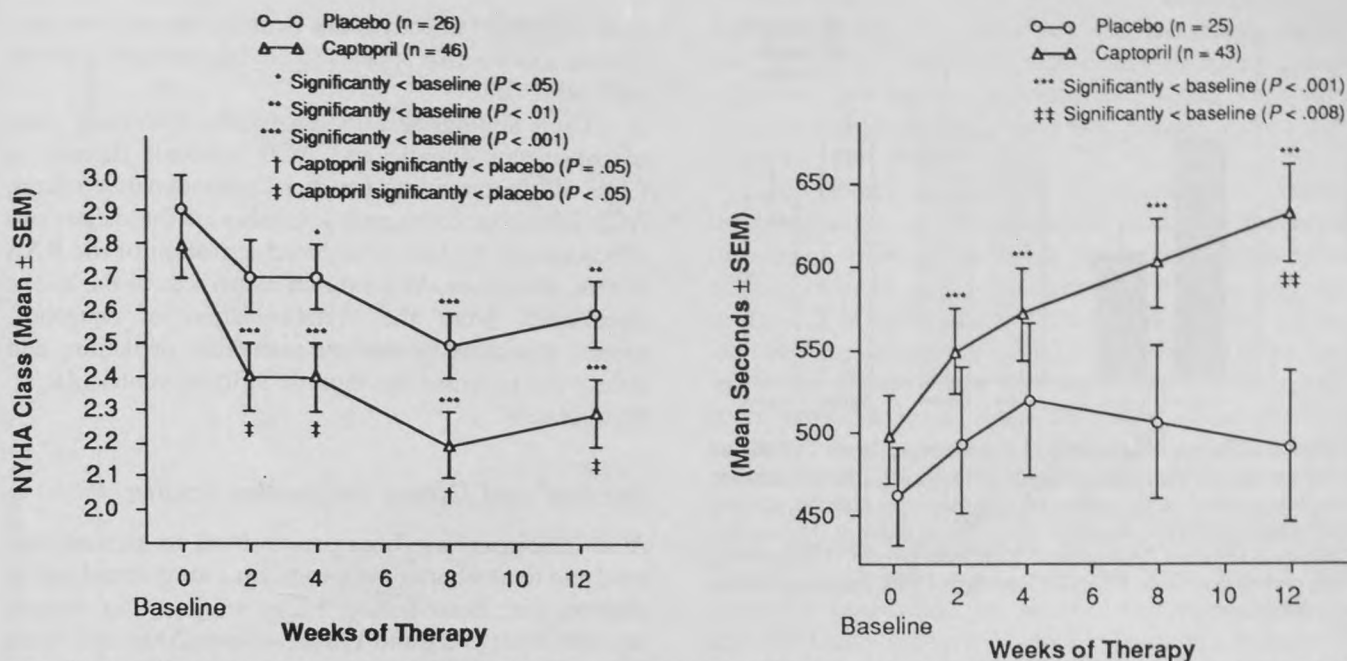 Placebo (n = 26)
Captopril (n = 46)
* Significantly < baseline (P < .05)
** Significantly < baseline (P < .01)
*** Significantly < baseline (P < .001)
† Captopril significantly < placebo (P = .05)
‡ Captopril significantly < placebo (P < .05)
NYHA Class (Mean ± SEM)
3.0
2.9
2.8
2.7
2.6
2.5
2.4
2.3
2.2
2.1
2.0
*
**
***
***
***
***
‡
‡
‡
0 2 4 6 8 10 12
Baseline
Weeks of Therapy
Placebo (n = 25)
Captopril (n = 43)
*** Significantly < baseline (P < .001)
‡‡ Significantly < baseline (P < .008)
(Mean Seconds ± SEM)
650
600
550
500
450
***
***
***
***
‡‡
0 2 4 6 8 10 12
Baseline
Weeks of Therapy